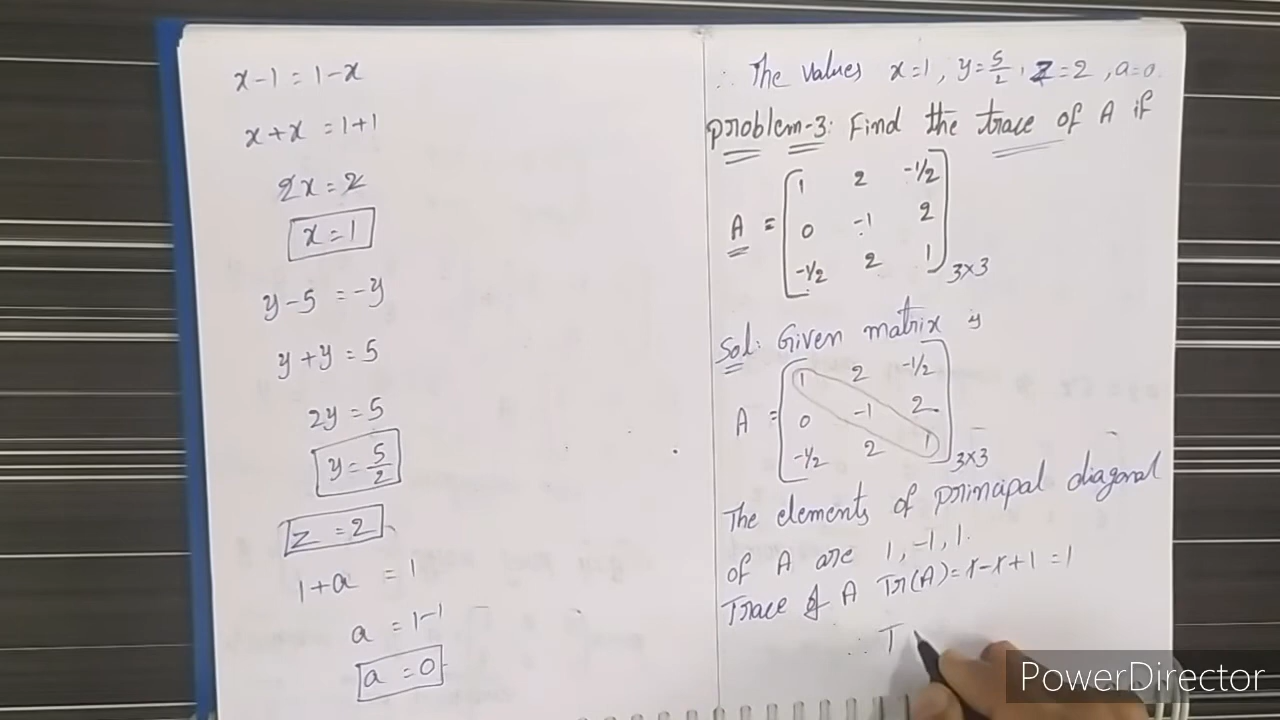 x-1 = 1-x
x+x = 1+1
2x = 2
x = 1
y-5 = -y
y+y = 5
2y = 5
y = 5/2
z = 2
1+a = 1
a = 1-1
a = 0
∴ The values x=1, y=5/2, z=2, a=0.
Problem-3: Find the trace of A if
A = [1 2 -1/2
0 -1 2
-1/2 2 1] 3×3
Sol: Given matrix is
A = [1 2 -1/2
0 -1 2
-1/2 2 1] 3×3
The elements of principal diagonal
of A are 1, -1, 1.
Trace of A Tr(A) = 1-1+1 = 1
∴ T
PowerDirector